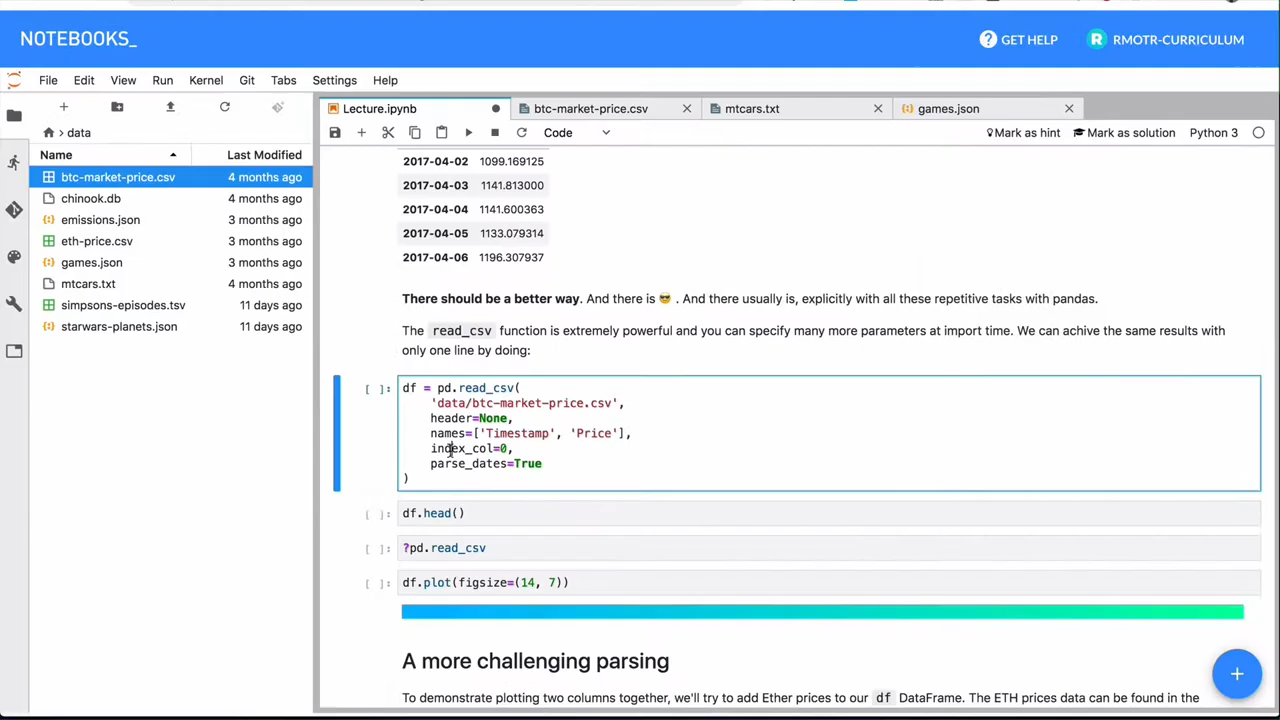 NOTEBOOKS_
GET HELP
R RMOTR-CURRICULUM
File Edit View Run Kernel Git Tabs Settings Help
data
Name Last Modified
btc-market-price.csv 4 months ago
chinook.db 4 months ago
emissions.json 3 months ago
eth-price.csv 3 months ago
games.json 3 months ago
mtcars.txt 4 months ago
simpsons-episodes.tsv 11 days ago
starwars-planets.json 11 days ago
Lecture.ipynb btc-market-price.csv mtcars.txt games.json
Code Mark as hint Mark as solution Python 3
2017-04-02 1099.169125
2017-04-03 1141.813000
2017-04-04 1141.600363
2017-04-05 1133.079314
2017-04-06 1196.307937
There should be a better way. And there is 😎 . And there usually is, explicitly with all these repetitive tasks with pandas.
The read_csv function is extremely powerful and you can specify many more parameters at import time. We can achive the same results with
only one line by doing:
[ ]: df = pd.read_csv(
'data/btc-market-price.csv',
header=None,
names=['Timestamp', 'Price'],
index_col=0,
parse_dates=True
)
[ ]: df.head()
[ ]: ?pd.read_csv
[ ]: df.plot(figsize=(14, 7))
A more challenging parsing
To demonstrate plotting two columns together, we'll try to add Ether prices to our df DataFrame. The ETH prices data can be found in the